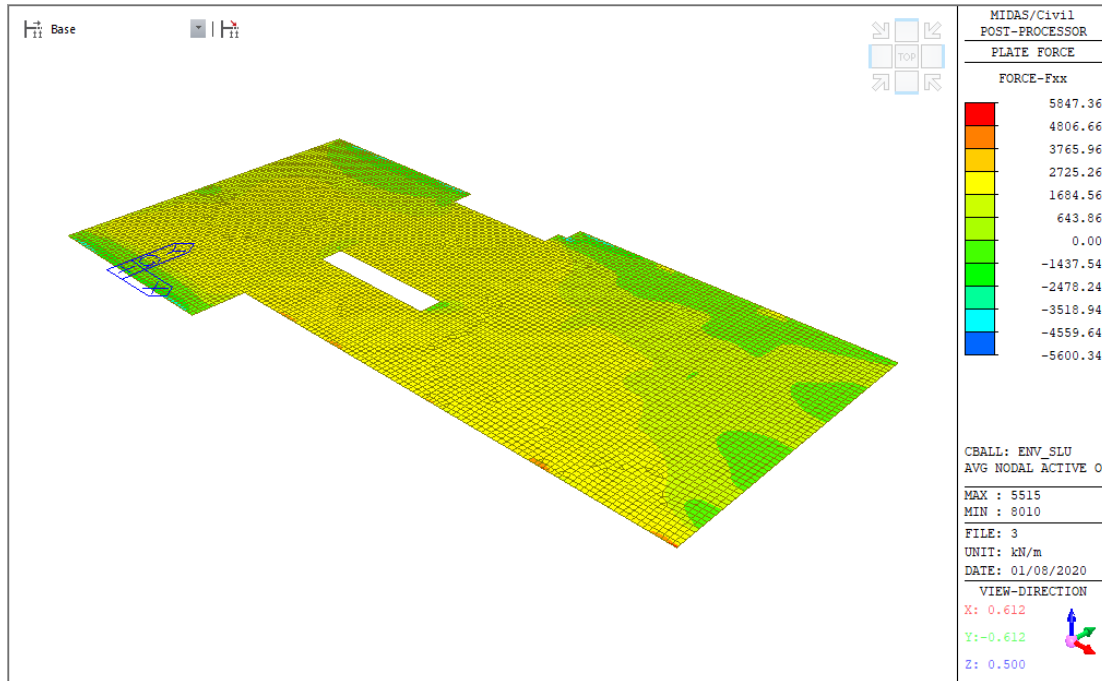 Base
TOP
MIDAS/Civil
POST-PROCESSOR
PLATE FORCE
FORCE-Fxx
5847.36
4806.66
3765.96
2725.26
1684.56
643.86
0.00
-1437.54
-2478.24
-3518.94
-4559.64
-5600.34
CBALL: ENV_SLU
AVG NODAL ACTIVE O
MAX : 5515
MIN : 8010
FILE: 3
UNIT: kN/m
DATE: 01/08/2020
VIEW-DIRECTION
X: 0.612
Y:-0.612
Z: 0.500